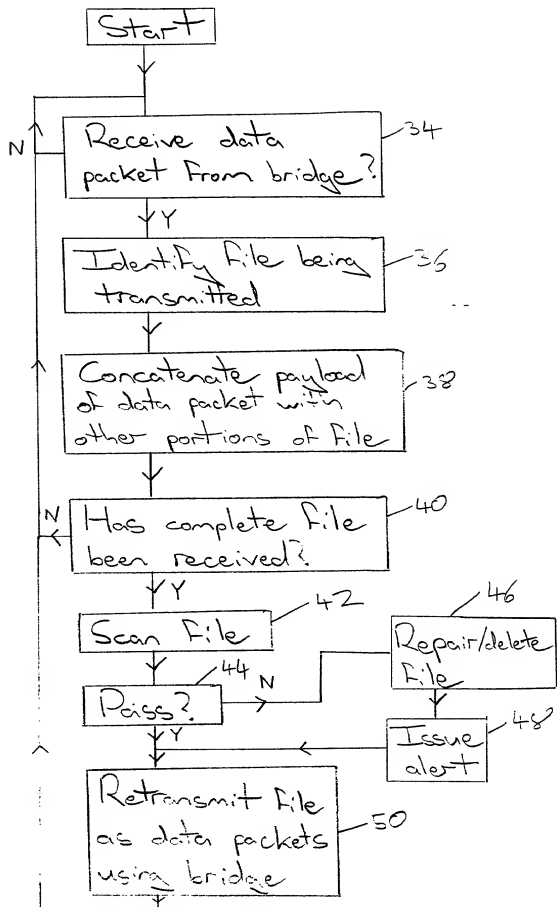 Start
N
Receive data
packet from bridge?
34
Y
Identify file being
transmitted
36
Concatenate payload
of data packet with
other portions of file
38
N
Has complete file
been received?
40
Y
Scan File
42
46
Repair/delete
file
44
Pass?
N
Y
Issue
alert
48
Retransmit file
as data packets
using bridge
50